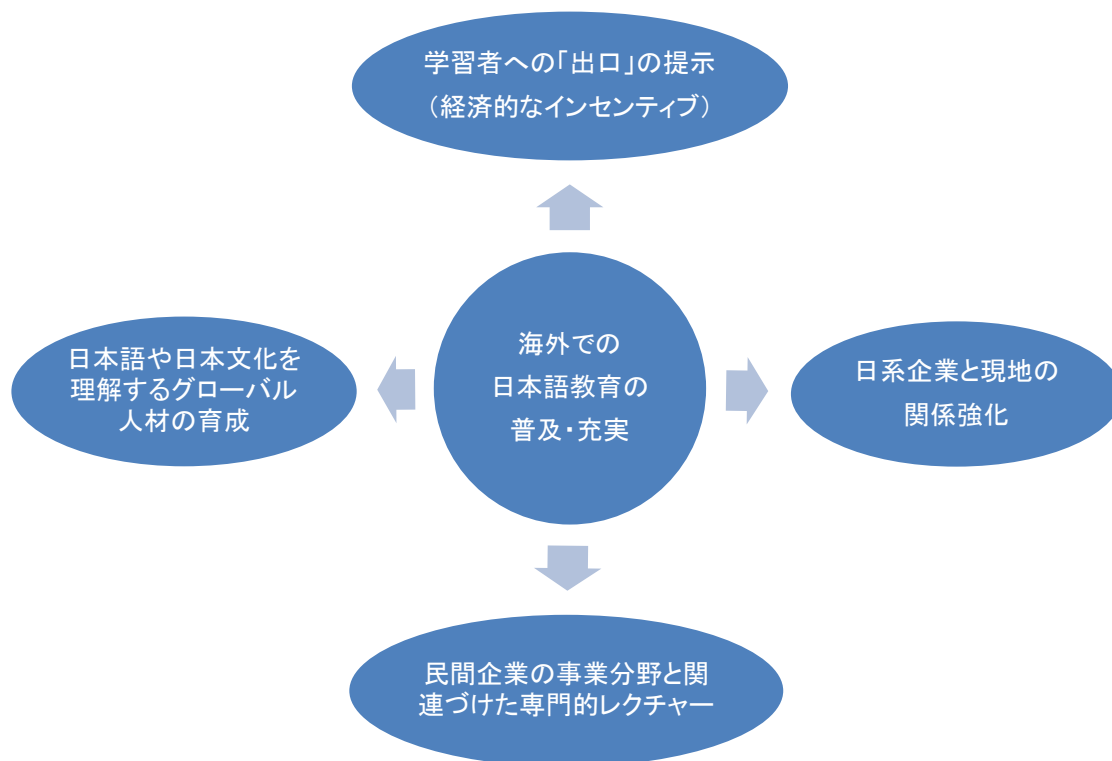 学習者への「出口」の提示
（経済的なインセンティブ）
日本語や日本文化を
理解するグローバル
人材の育成
海外での
日本語教育の
普及・充実
日系企業と現地の
関係強化
民間企業の事業分野と関
連づけた専門的レクチャー